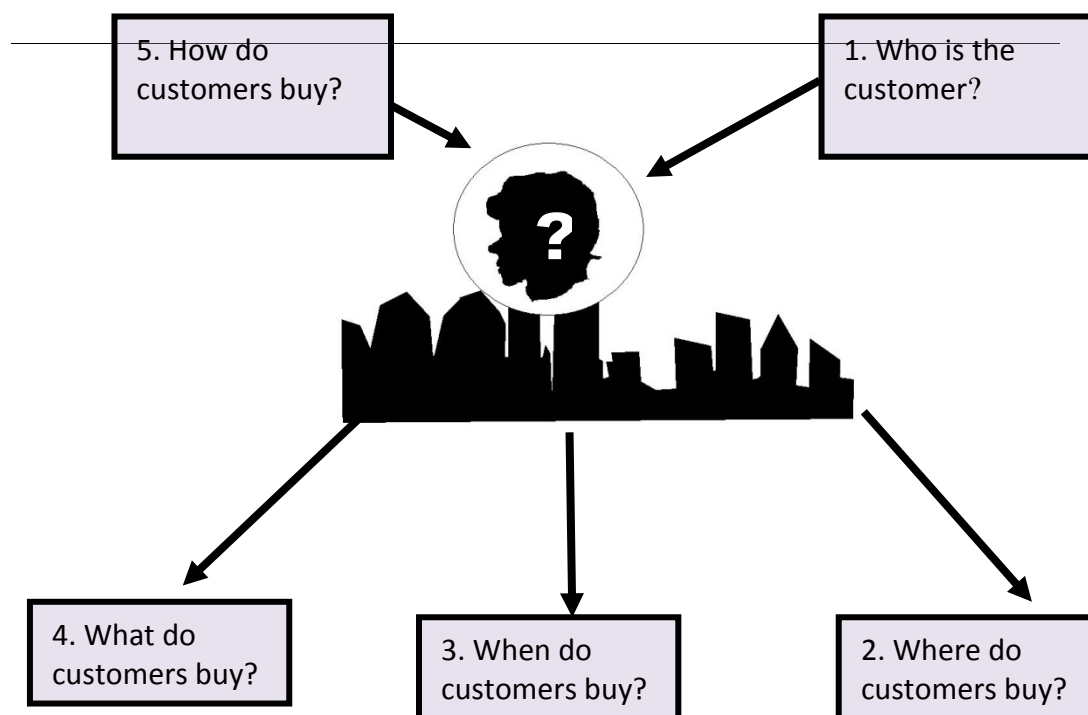 5. How do
customers buy?
1. Who is the
customer?
?
4. What do
customers buy?
3. When do
customers buy?
2. Where do
customers buy?